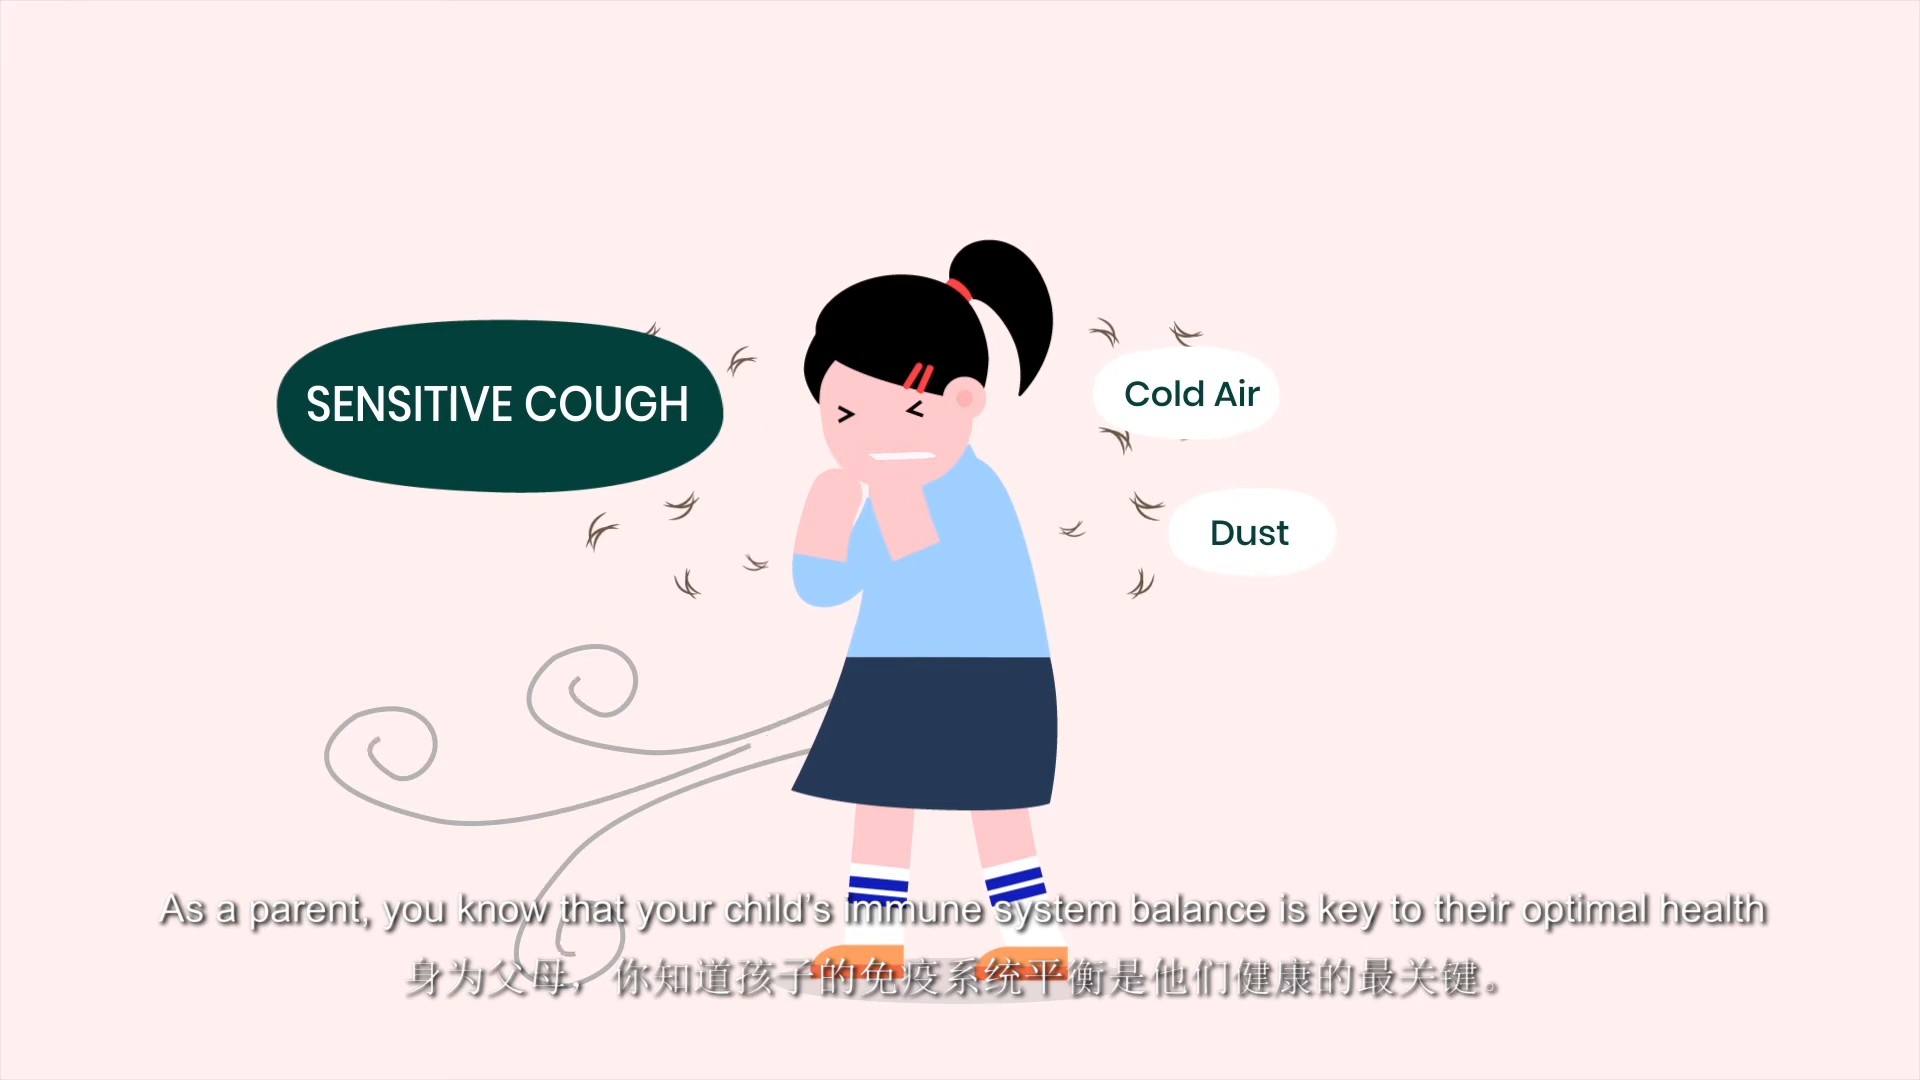 SENSITIVE COUGH
Cold Air
Dust
As a parent, you know that your child's immune system balance is key to their optimal health
身为父母，你知道孩子的免疫系统平衡是他们健康的最关键。